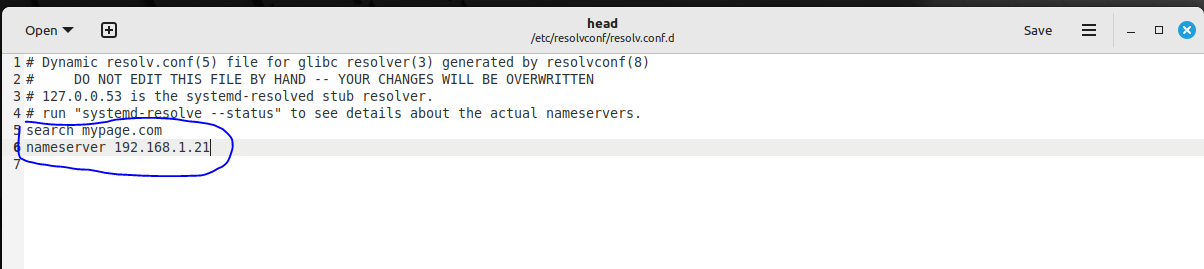 Open
head
/etc/resolvconf/resolv.conf.d
Save
1 # Dynamic resolv.conf(5) file for glibc resolver(3) generated by resolvconf(8)
2 #     DO NOT EDIT THIS FILE BY HAND -- YOUR CHANGES WILL BE OVERWRITTEN
3 # 127.0.0.53 is the systemd-resolved stub resolver.
4 # run "systemd-resolve --status" to see details about the actual nameservers.
5 search mypage.com
6 nameserver 192.168.1.21
7